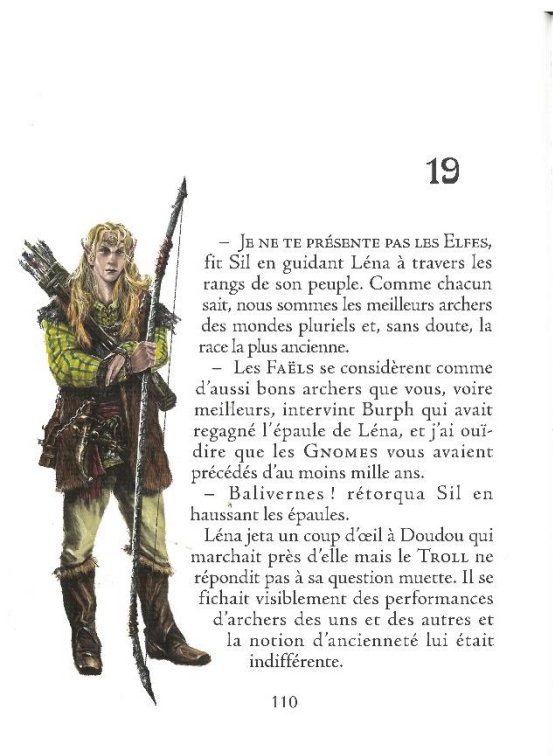 19
– JE NE TE PRÉSENTE PAS LES ELFES,
fit Sil en guidant Léna à travers les
rangs de son peuple. Comme chacun
sait, nous sommes les meilleurs archers
des mondes pluriels et, sans doute, la
race la plus ancienne.
– Les FAËLS se considèrent comme
d'aussi bons archers que vous, voire
meilleurs, intervint Burph qui avait
regagné l'épaule de Léna, et j'ai ouï-
dire que les GNOMES vous avaient
précédés d'au moins mille ans.
– Balivernes ! rétorqua Sil en
haussant les épaules.
Léna jeta un coup d'œil à Doudou qui
marchait près d'elle mais le TROLL ne
répondit pas à sa question muette. Il se
fichait visiblement des performances
d'archers des uns et des autres et
la notion d'ancienneté lui était
indifférente.
110